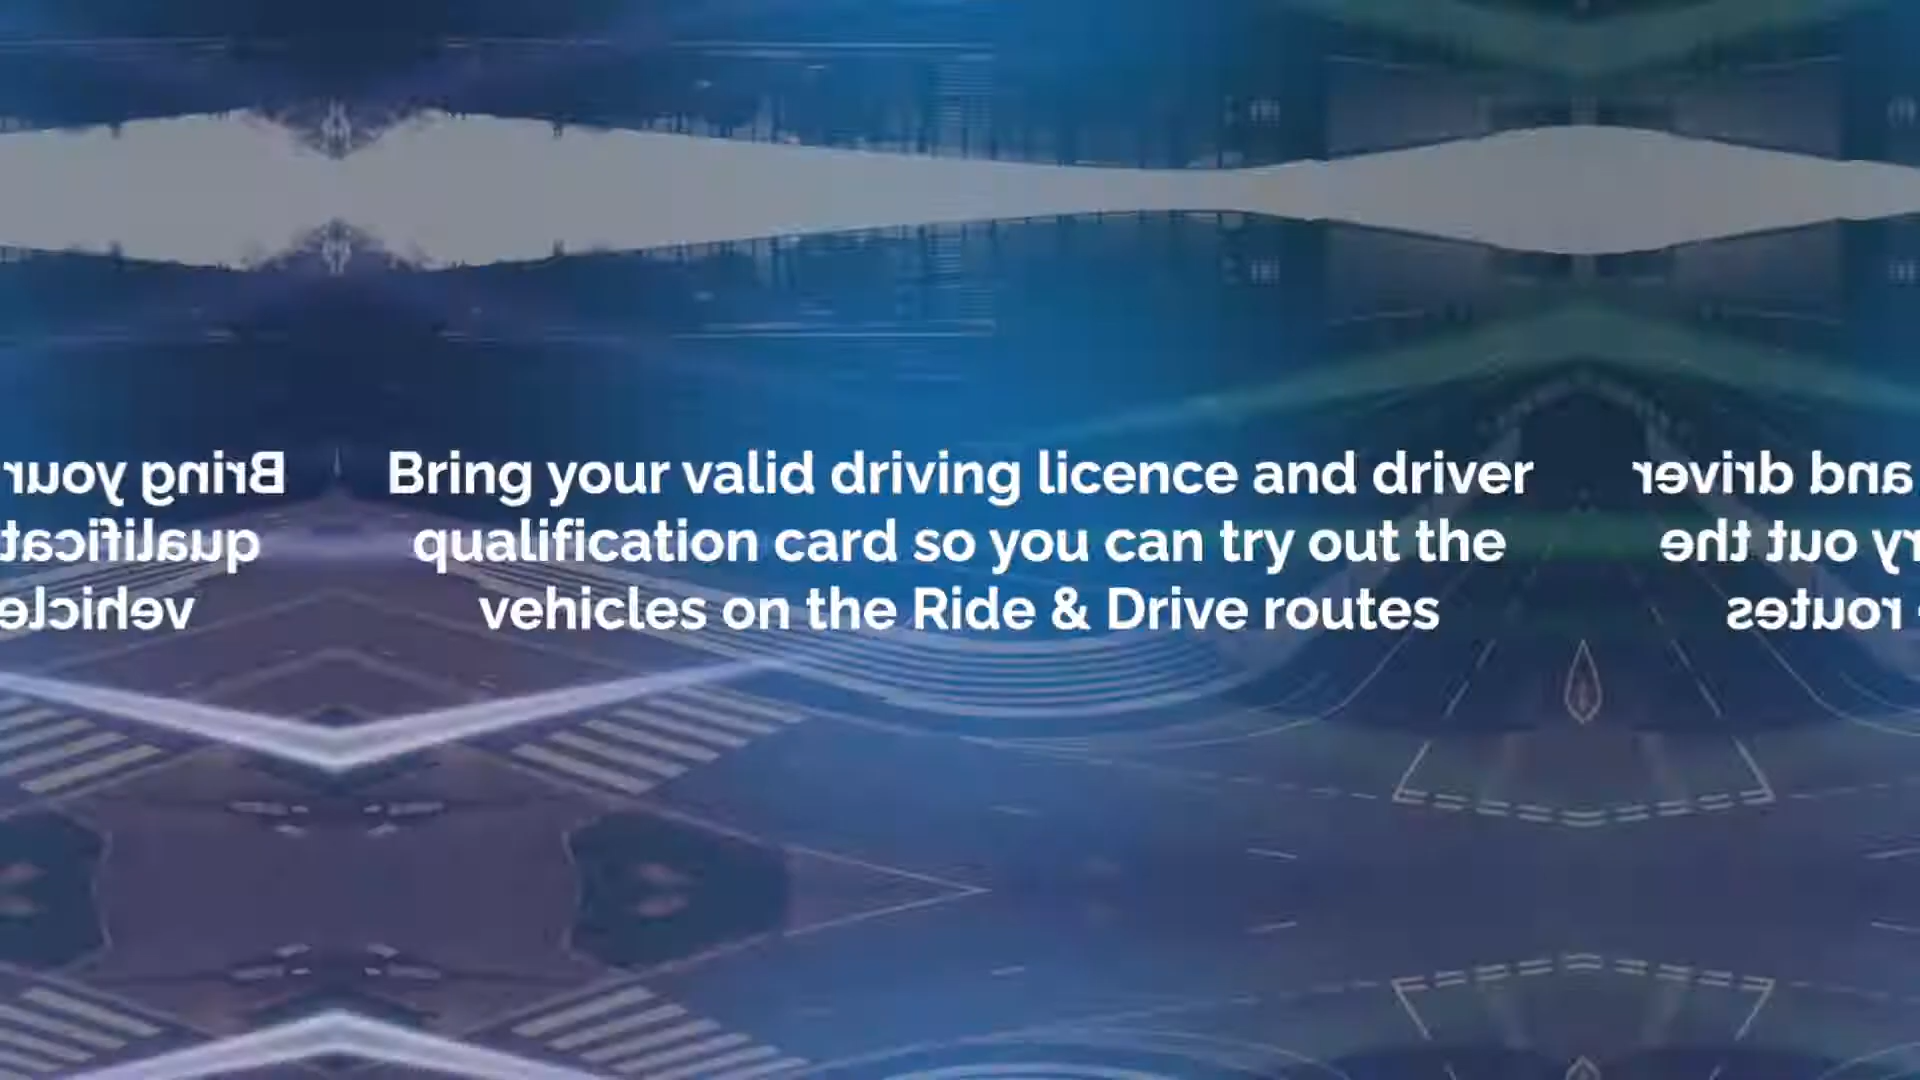 Bring your valid driving licence and driver
qualification card so you can try out the
vehicles on the Ride & Drive routes